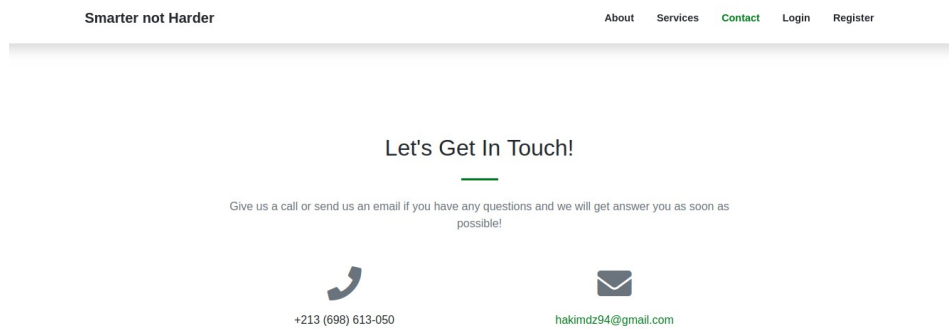 Smarter not Harder
About Services Contact Login Register
Let's Get In Touch!
Give us a call or send us an email if you have any questions and we will get answer you as soon as
possible!
+213 (698) 613-050
hakimdz94@gmail.com